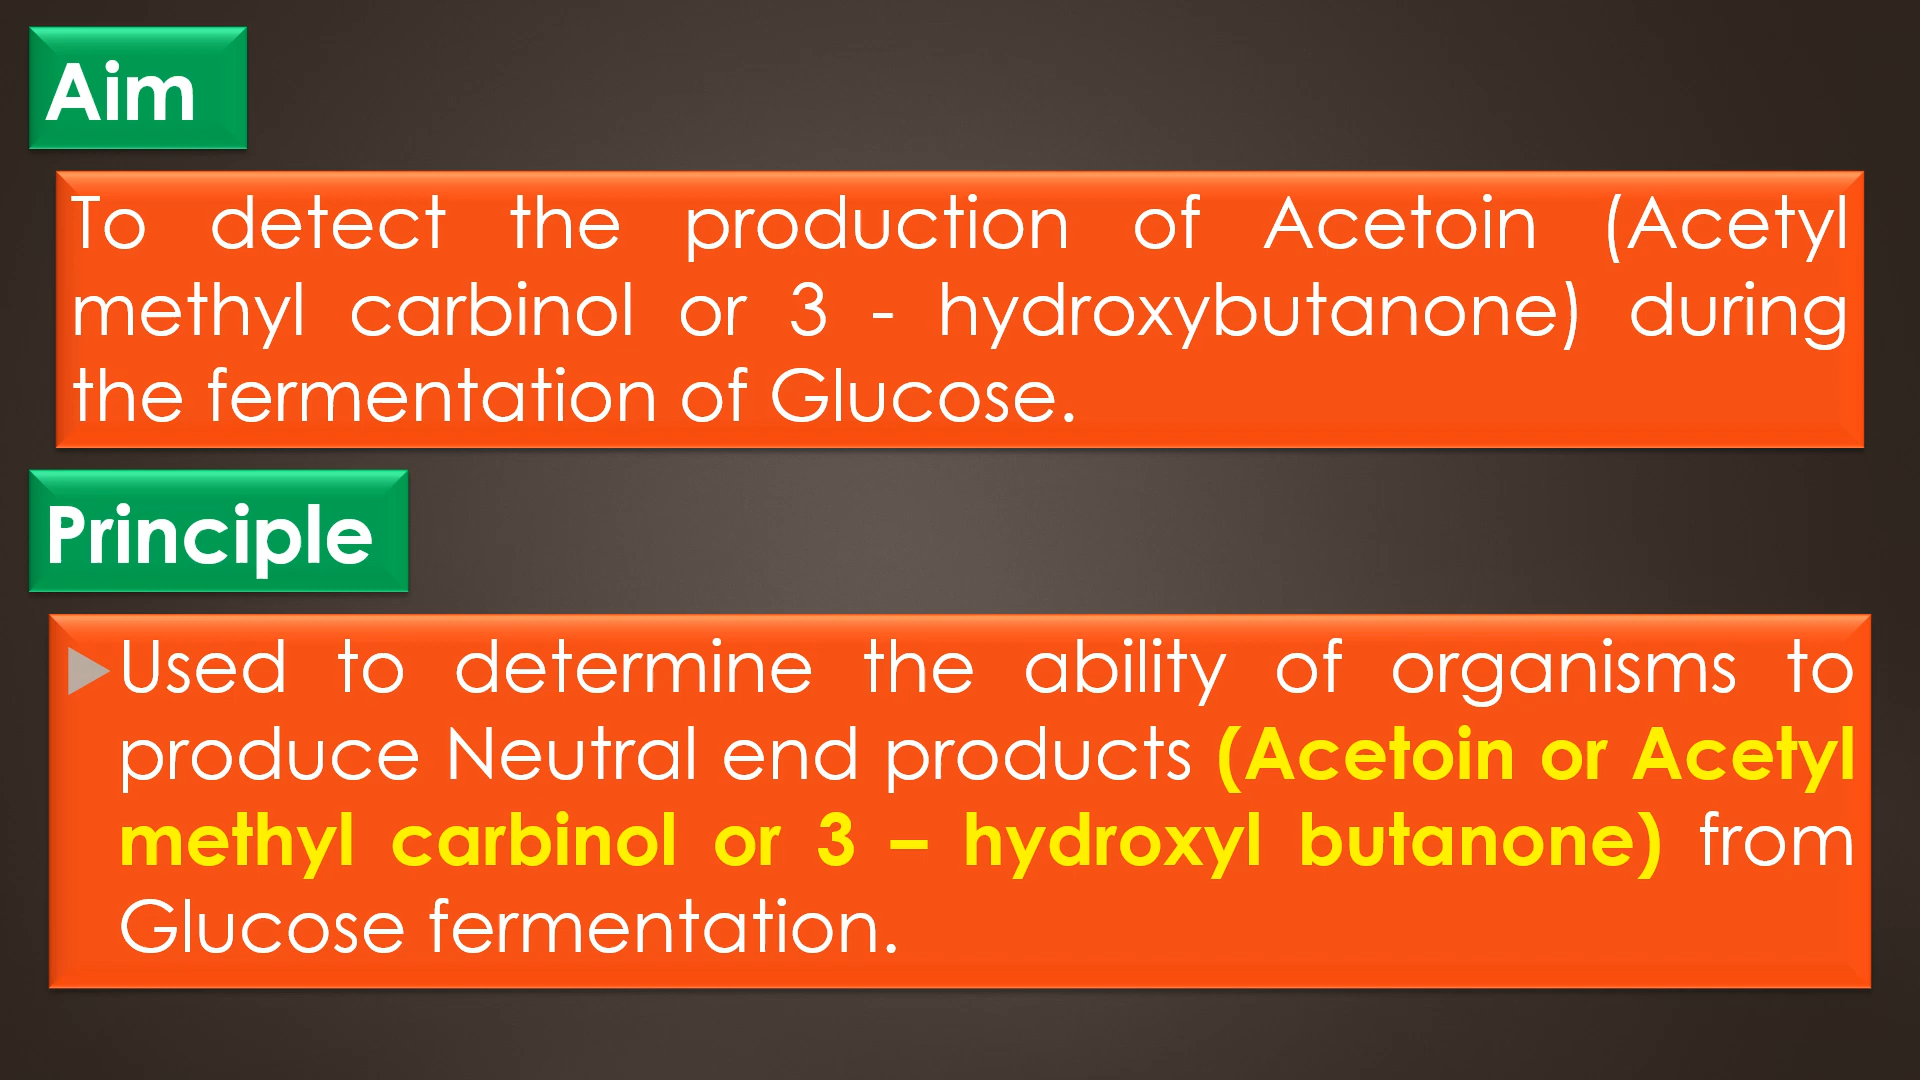 Aim
To detect the production of Acetoin (Acetyl
methyl carbinol or 3 - hydroxybutanone) during
the fermentation of Glucose.
Principle
Used to determine the ability of organisms to
produce Neutral end products (Acetoin or Acetyl
methyl carbinol or 3 – hydroxyl butanone) from
Glucose fermentation.